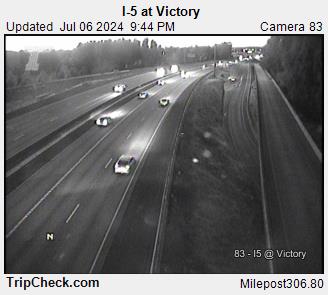 I-5 at Victory
Updated Jul 06 2024 9:44 PM Camera 83
N
83 - I5 @ Victory
TripCheck.com Milepost306.80